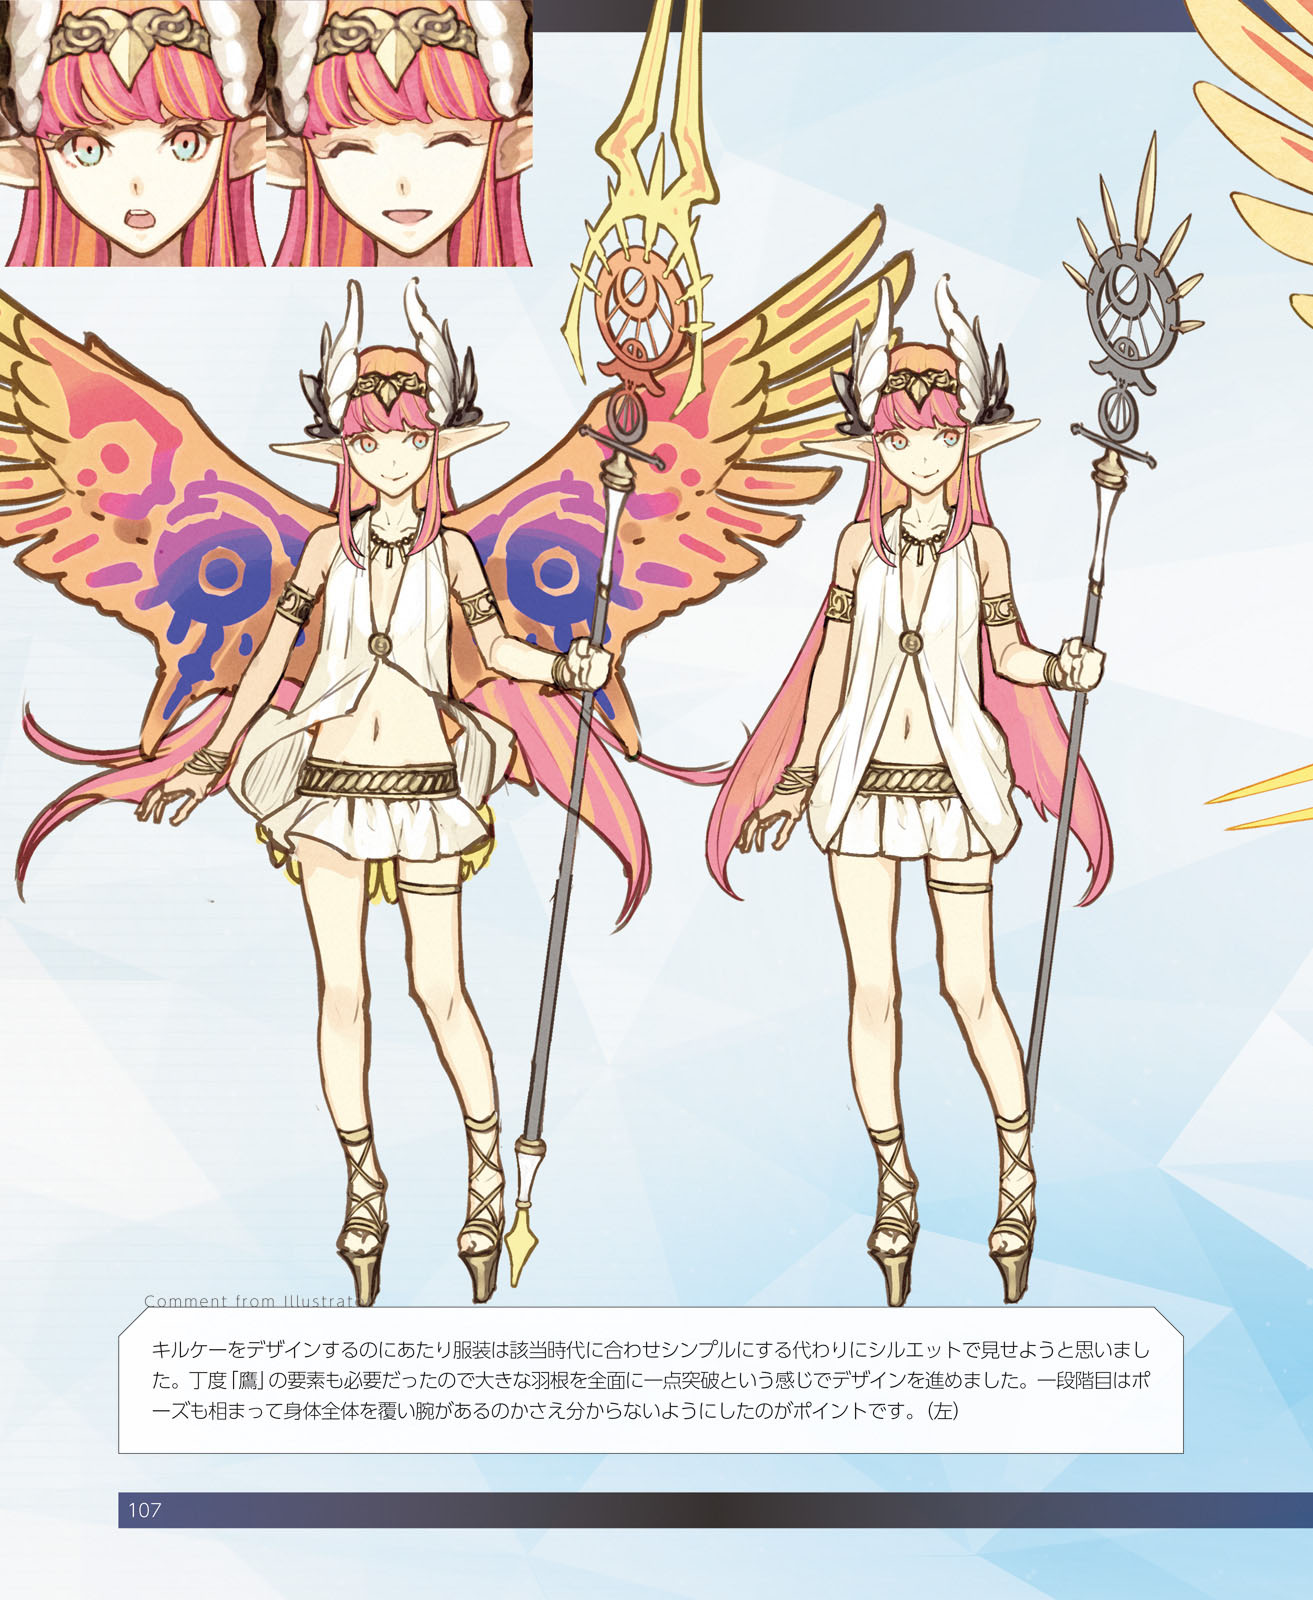 Comment from Illustrator
キルケーをデザインするのにあたり服装は該当時代に合わせシンプルにする代わりにシルエットで見せようと思いまし
た。丁度「鷹」の要素も必要だったので大きな羽根を全面に一点突破という感じでデザインを進めました。一段階目はポ
ーズも相まって身体全体を覆い腕があるのかさえ分からないようにしたのがポイントです。（左）
107